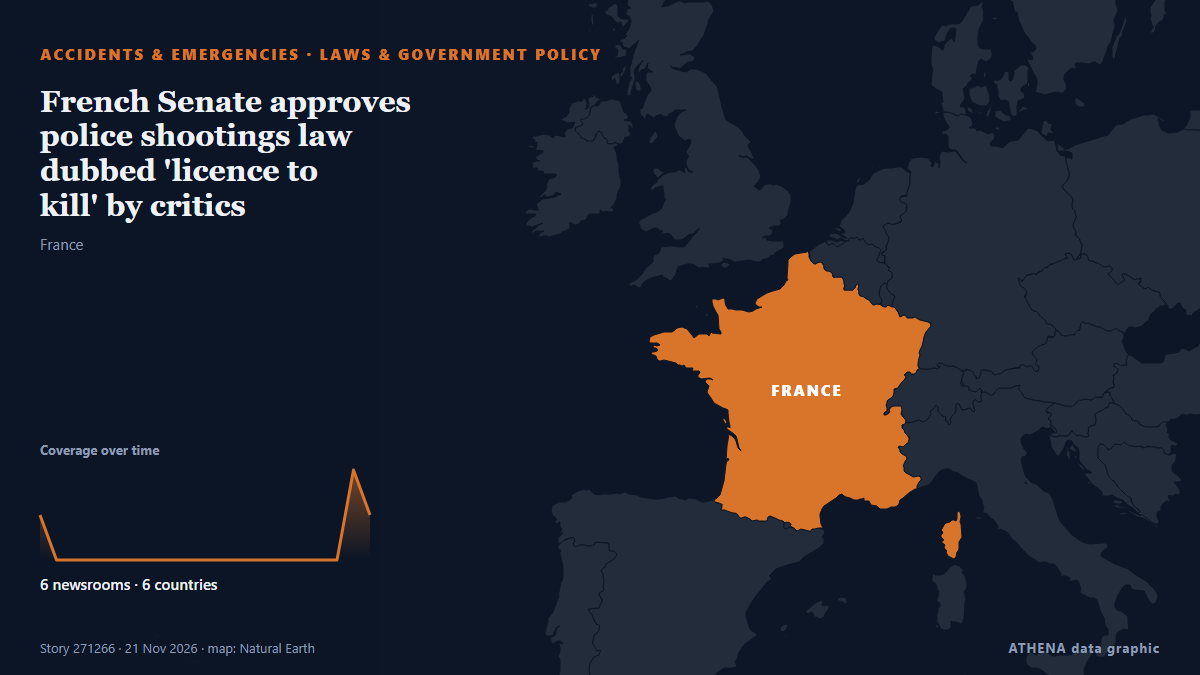 ACCIDENTS & EMERGENCIES · LAWS & GOVERNMENT POLICY
French Senate approves
police shootings law
dubbed 'licence to
kill' by critics
France
FRANCE
Coverage over time
6 newsrooms · 6 countries
Story 271266 · 21 Nov 2026 · map: Natural Earth
ATHENA data graphic